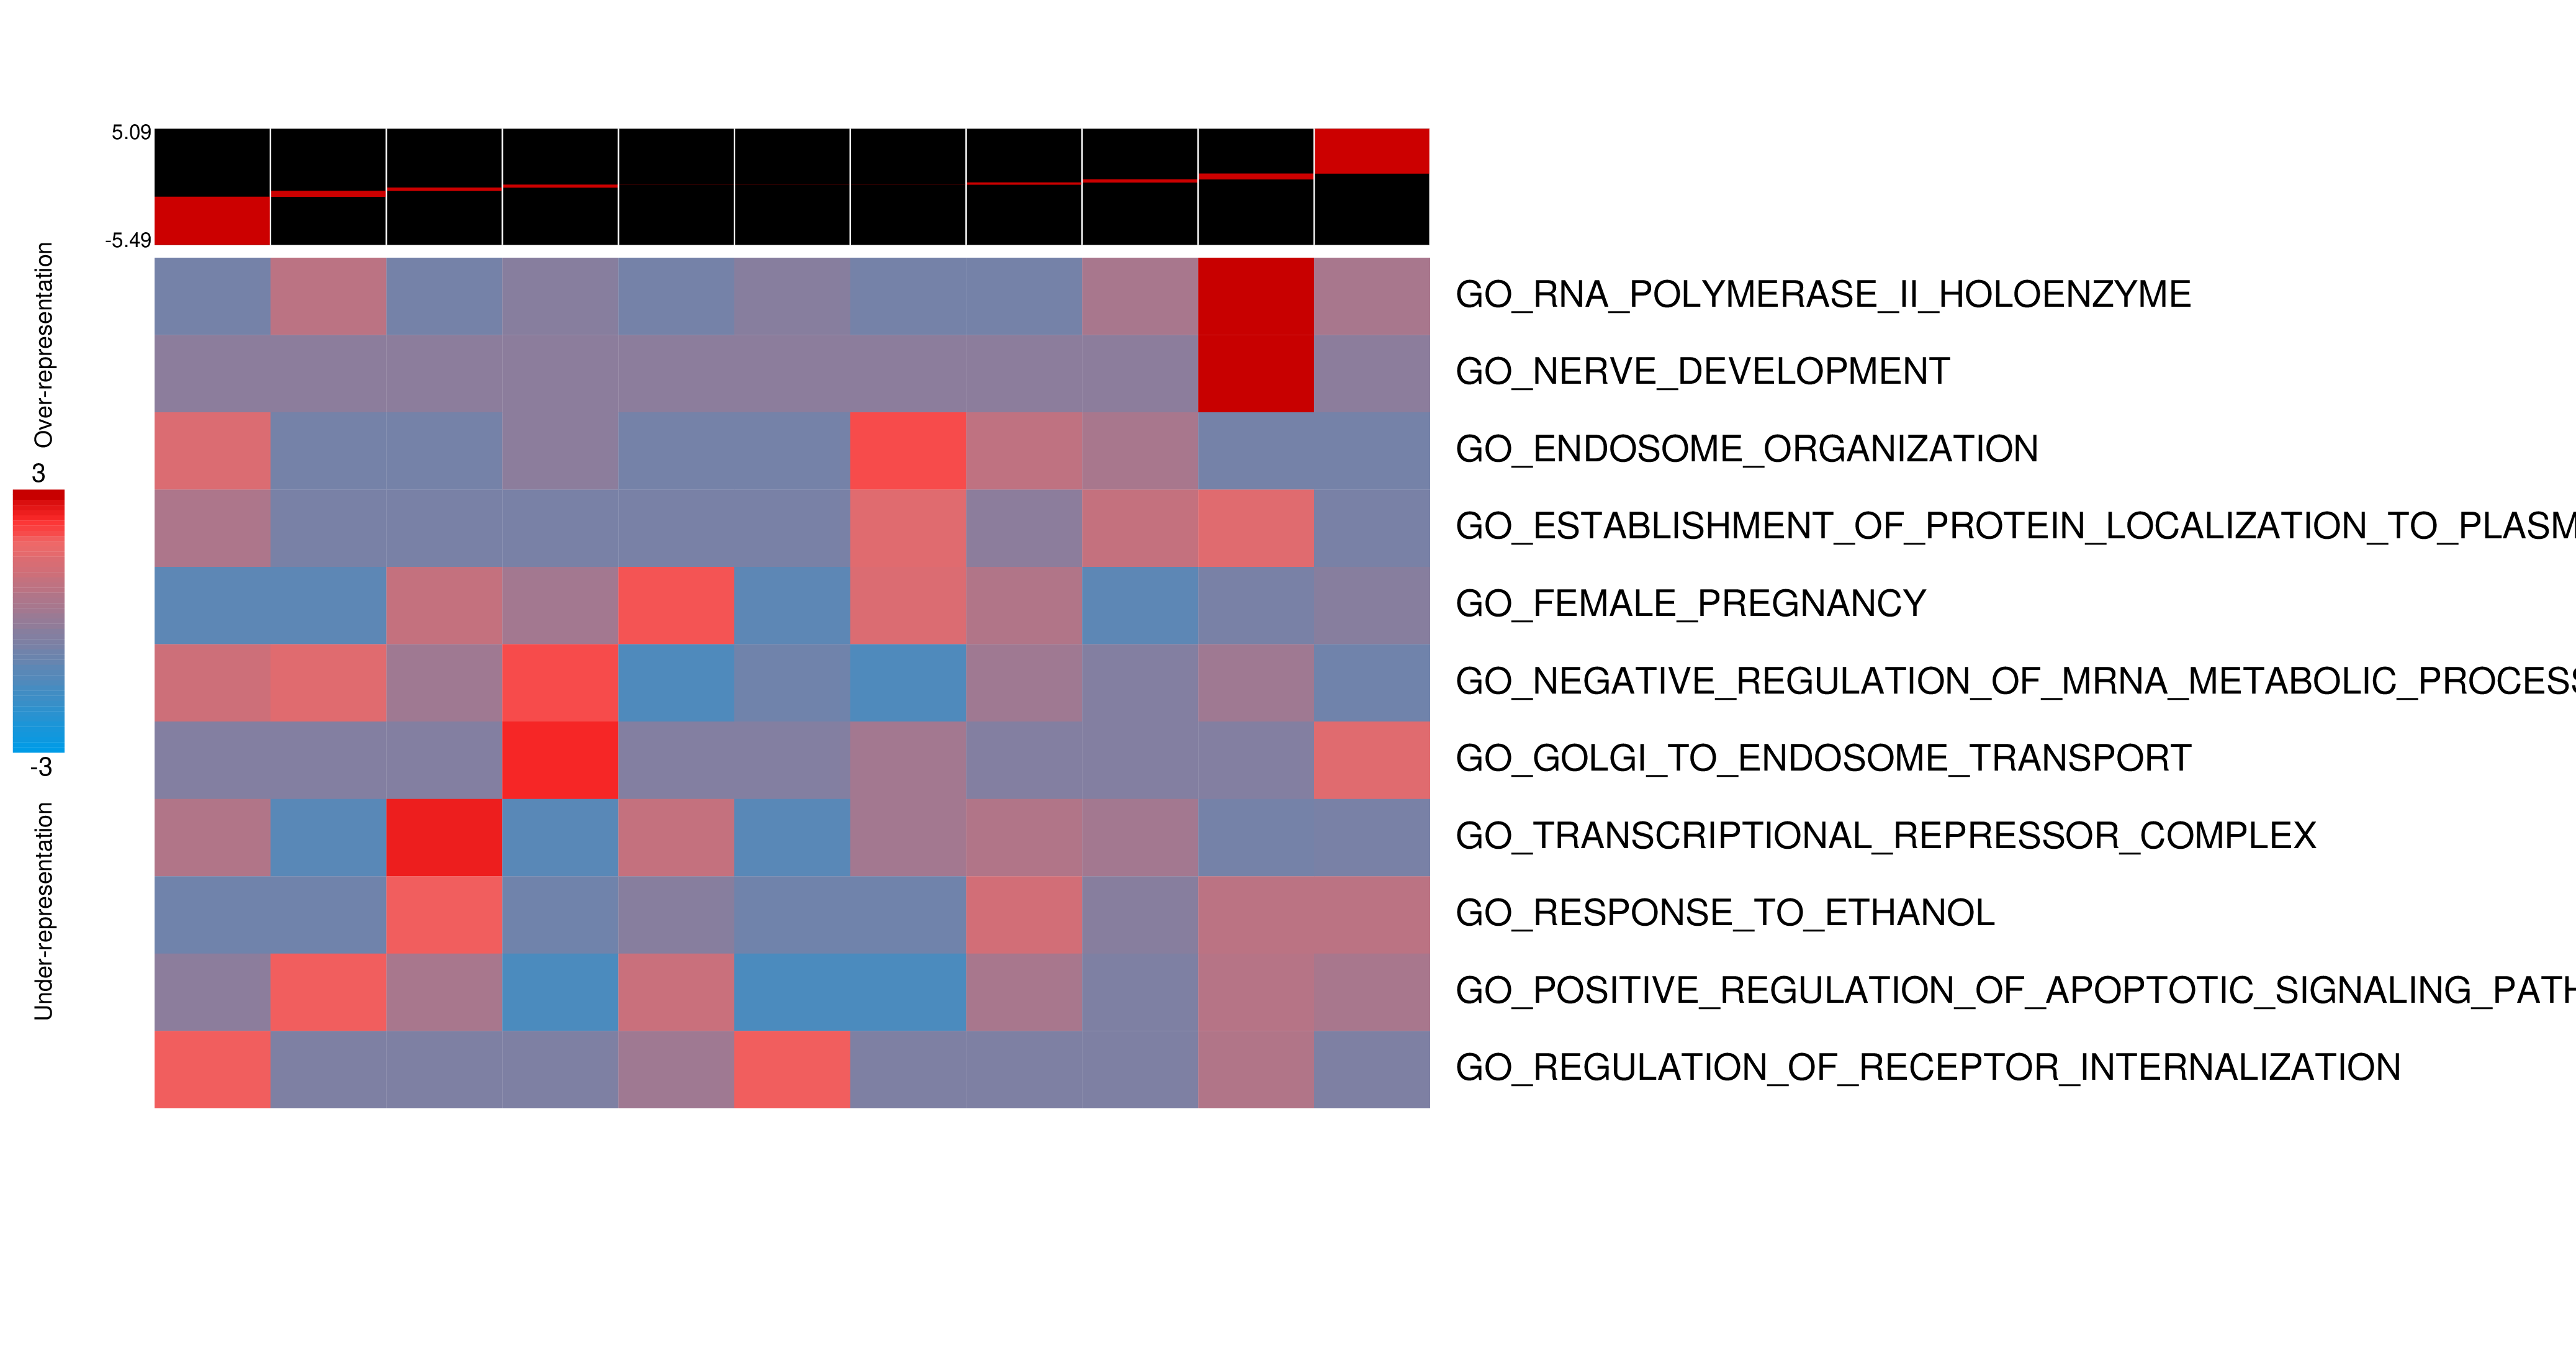 5.09
-5.49
Over-representation
3
-3
Under-representation
GO_RNA_POLYMERASE_II_HOLOENZYME
GO_NERVE_DEVELOPMENT
GO_ENDOSOME_ORGANIZATION
GO_ESTABLISHMENT_OF_PROTEIN_LOCALIZATION_TO_PLASM
GO_FEMALE_PREGNANCY
GO_NEGATIVE_REGULATION_OF_MRNA_METABOLIC_PROCESS
GO_GOLGI_TO_ENDOSOME_TRANSPORT
GO_TRANSCRIPTIONAL_REPRESSOR_COMPLEX
GO_RESPONSE_TO_ETHANOL
GO_POSITIVE_REGULATION_OF_APOPTOTIC_SIGNALING_PATH
GO_REGULATION_OF_RECEPTOR_INTERNALIZATION